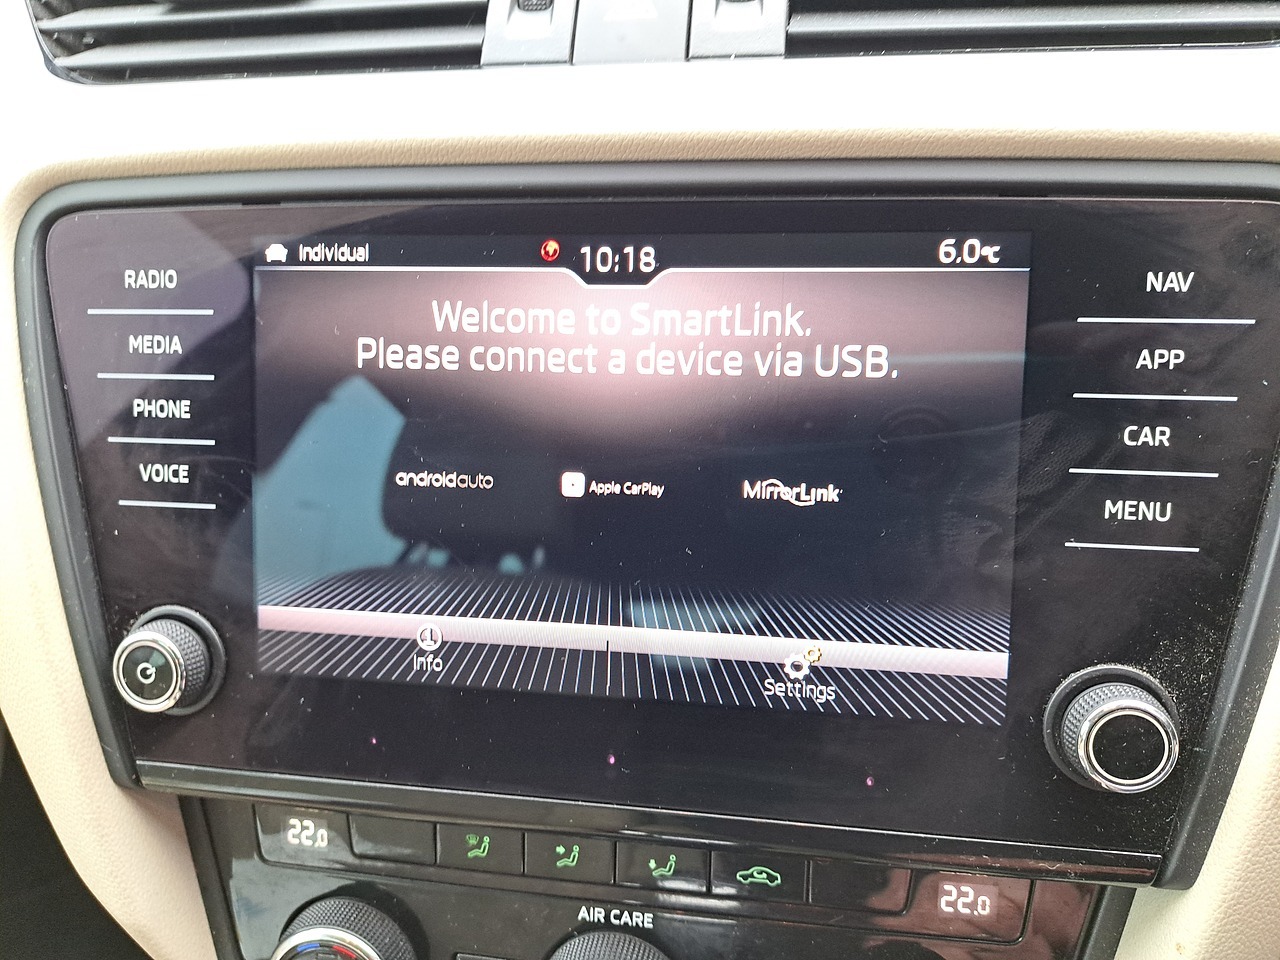 Individual
10:18
6.0°C
RADIO
MEDIA
PHONE
VOICE
Welcome to SmartLink.
Please connect a device via USB.
androidauto
Apple CarPlay
MirrorLink
Info
Settings
NAV
APP
CAR
MENU
22.0
22.0
AIR CARE